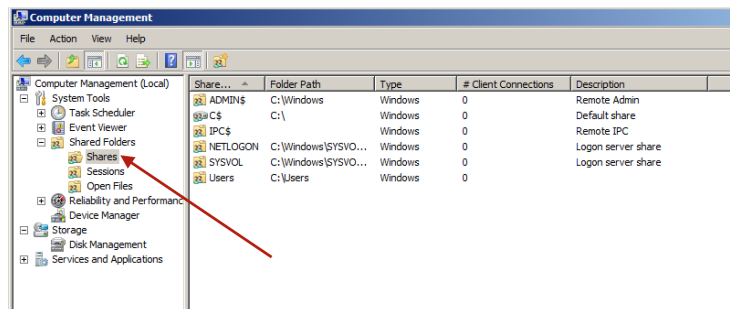 Computer Management
File Action View Help
Computer Management (Local)
System Tools
Task Scheduler
Event Viewer
Shared Folders
Shares
Sessions
Open Files
Reliability and Performanc
Device Manager
Storage
Disk Management
Services and Applications
Share... Folder Path Type # Client Connections Description
ADMIN$ C:\Windows Windows 0 Remote Admin
C$ C:\ Windows 0 Default share
IPC$ Windows 0 Remote IPC
NETLOGON C:\Windows\SYSVO... Windows 0 Logon server share
SYSVOL C:\Windows\SYSVO... Windows 0 Logon server share
Users C:\Users Windows 0